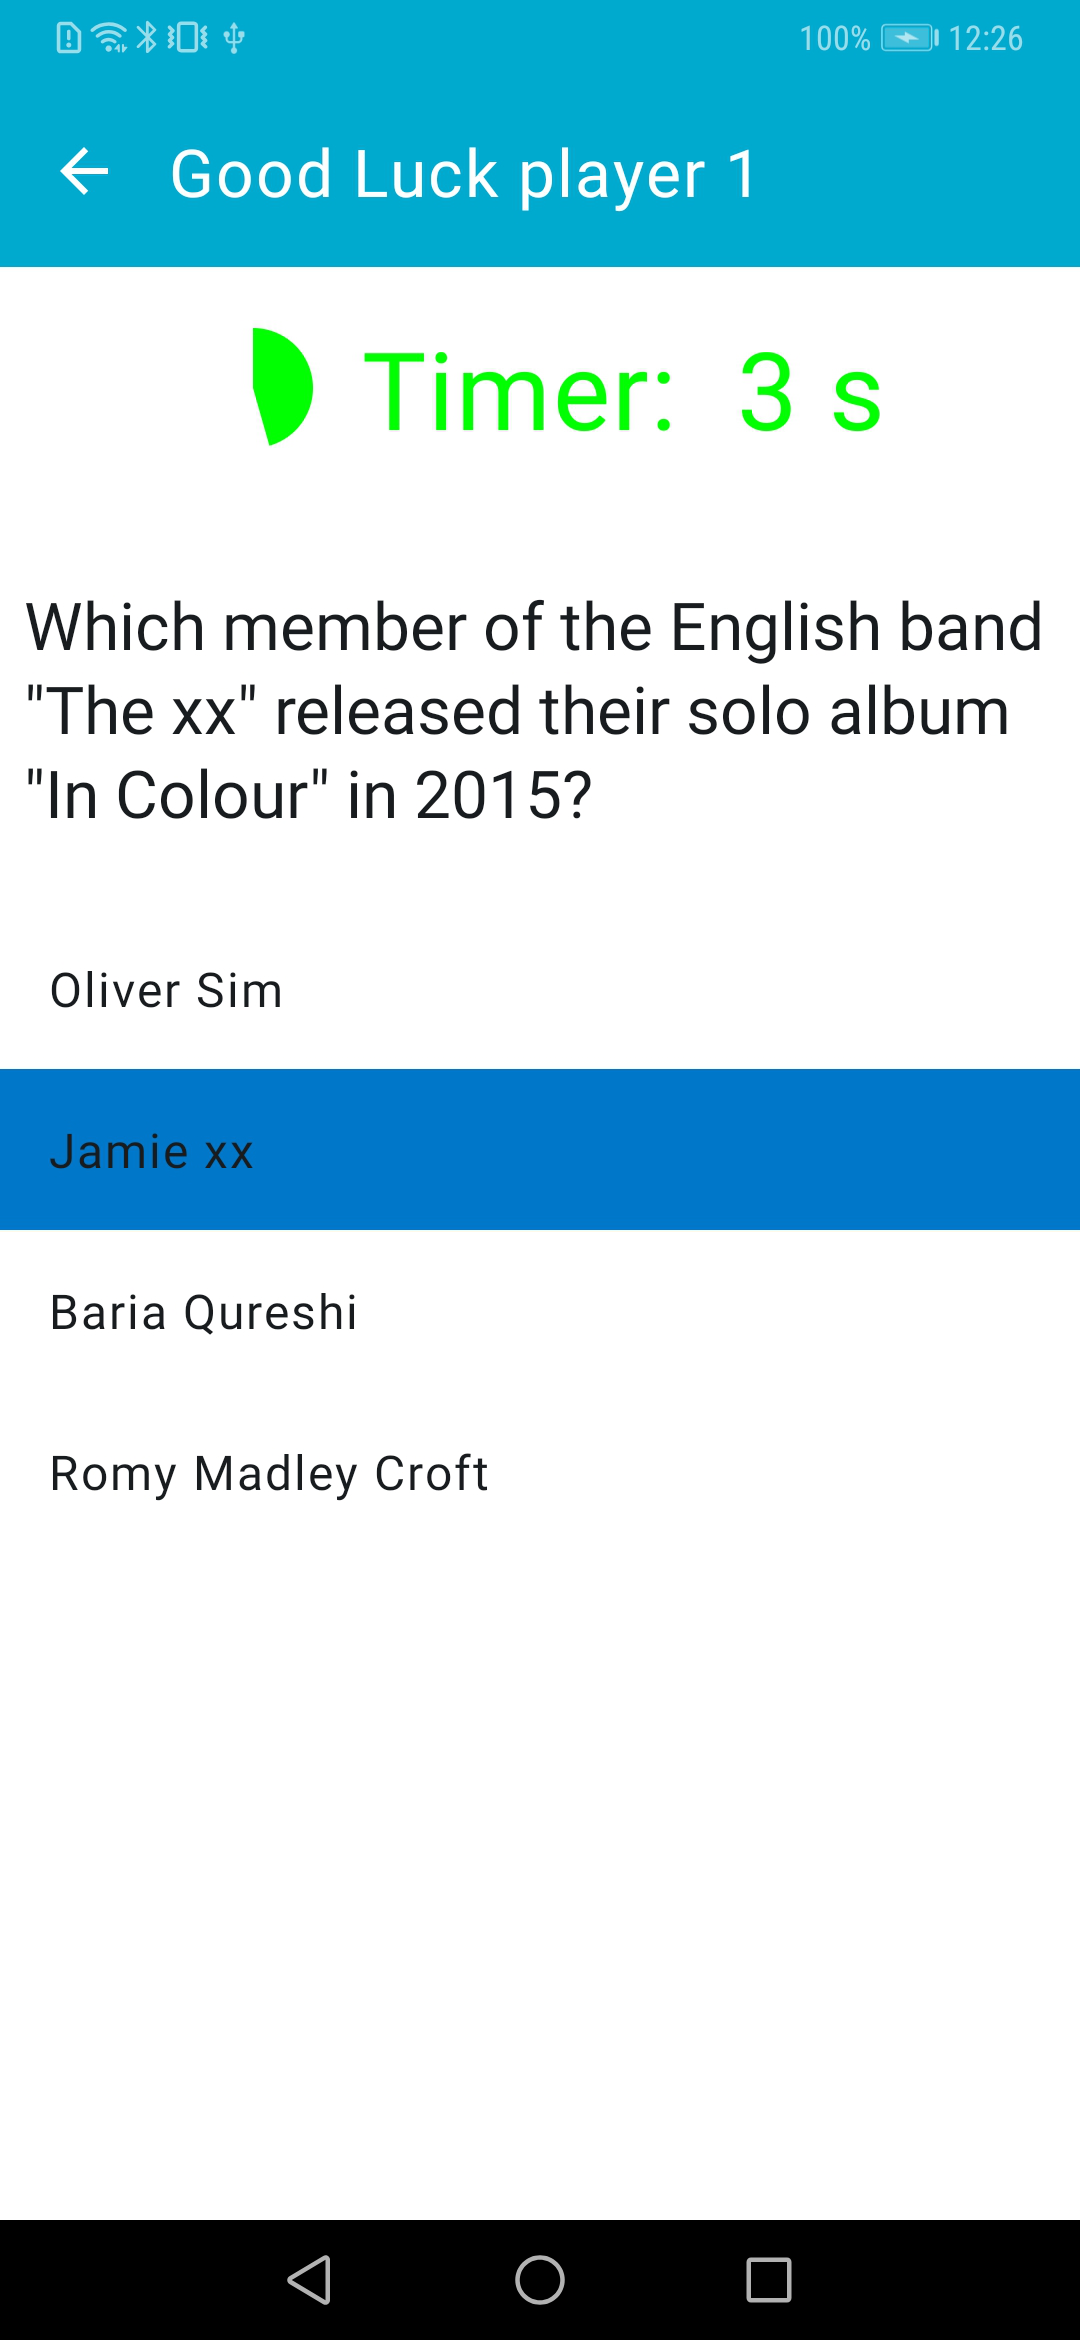 100% 12:26
Good Luck player 1
Timer: 3 s
Which member of the English band
"The xx" released their solo album
"In Colour" in 2015?
Oliver Sim
Jamie xx
Baria Qureshi
Romy Madley Croft